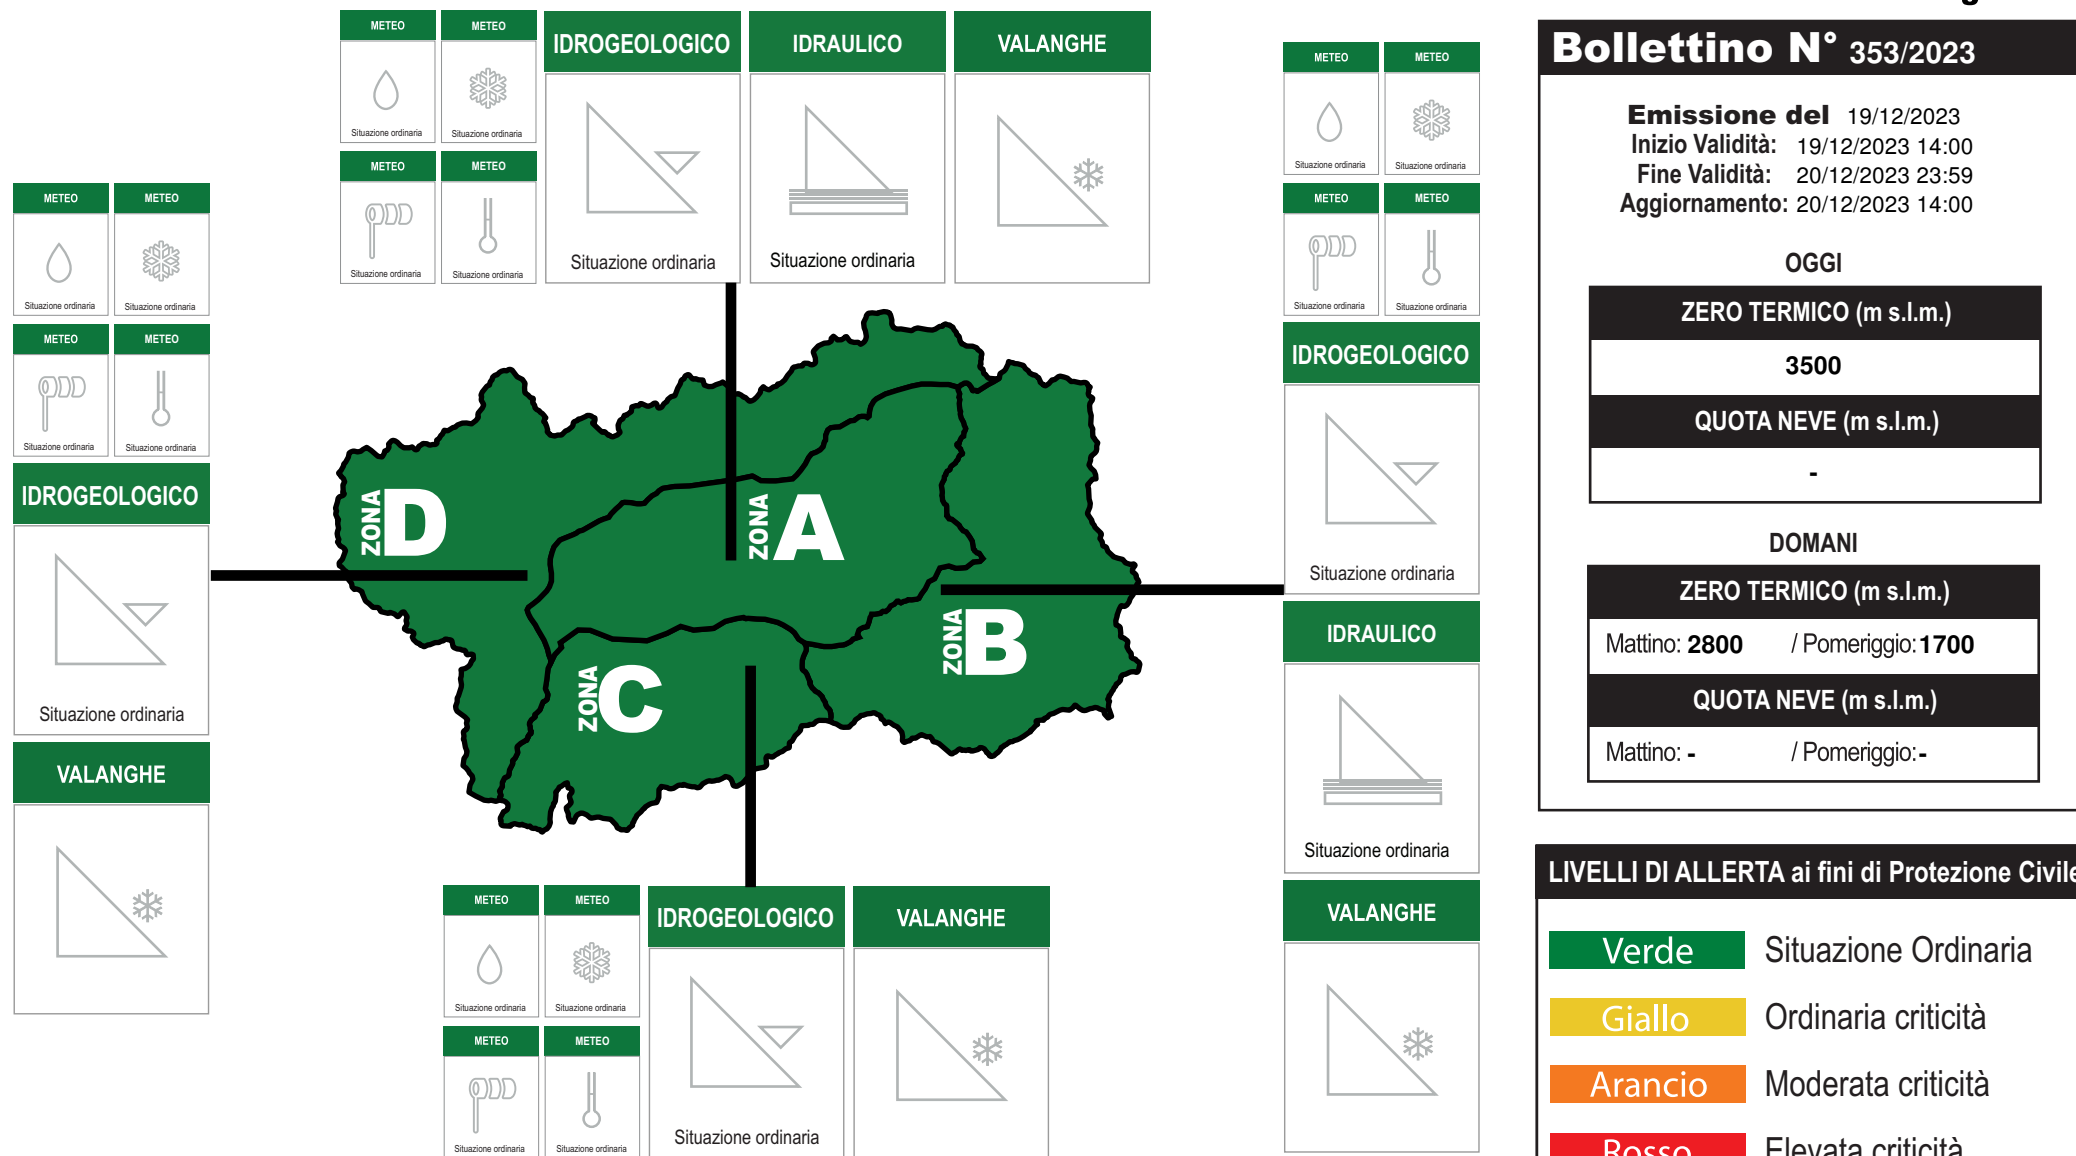 METEO
METEO
Situazione ordinaria
Situazione ordinaria
METEO
METEO
Situazione ordinaria
Situazione ordinaria
IDROGEOLOGICO
Situazione ordinaria
IDRAULICO
Situazione ordinaria
VALANGHE
METEO
METEO
Situazione ordinaria
Situazione ordinaria
METEO
METEO
Situazione ordinaria
Situazione ordinaria
IDROGEOLOGICO
Situazione ordinaria
VALANGHE
ZONA D
ZONA A
ZONA B
ZONA C
METEO
METEO
Situazione ordinaria
Situazione ordinaria
METEO
METEO
Situazione ordinaria
Situazione ordinaria
IDROGEOLOGICO
Situazione ordinaria
IDRAULICO
Situazione ordinaria
VALANGHE
METEO
METEO
Situazione ordinaria
Situazione ordinaria
METEO
METEO
Situazione ordinaria
Situazione ordinaria
IDROGEOLOGICO
Situazione ordinaria
VALANGHE
Bollettino N° 353/2023
Emissione del 19/12/2023
Inizio Validità: 19/12/2023 14:00
Fine Validità: 20/12/2023 23:59
Aggiornamento: 20/12/2023 14:00
OGGI
ZERO TERMICO (m s.l.m.)
3500
QUOTA NEVE (m s.l.m.)
-
DOMANI
ZERO TERMICO (m s.l.m.)
Mattino: 2800 / Pomeriggio: 1700
QUOTA NEVE (m s.l.m.)
Mattino: - / Pomeriggio: -
LIVELLI DI ALLERTA ai fini di Protezione Civile
Verde Situazione Ordinaria
Giallo Ordinaria criticità
Arancio Moderata criticità
Rosso Elevata criticità